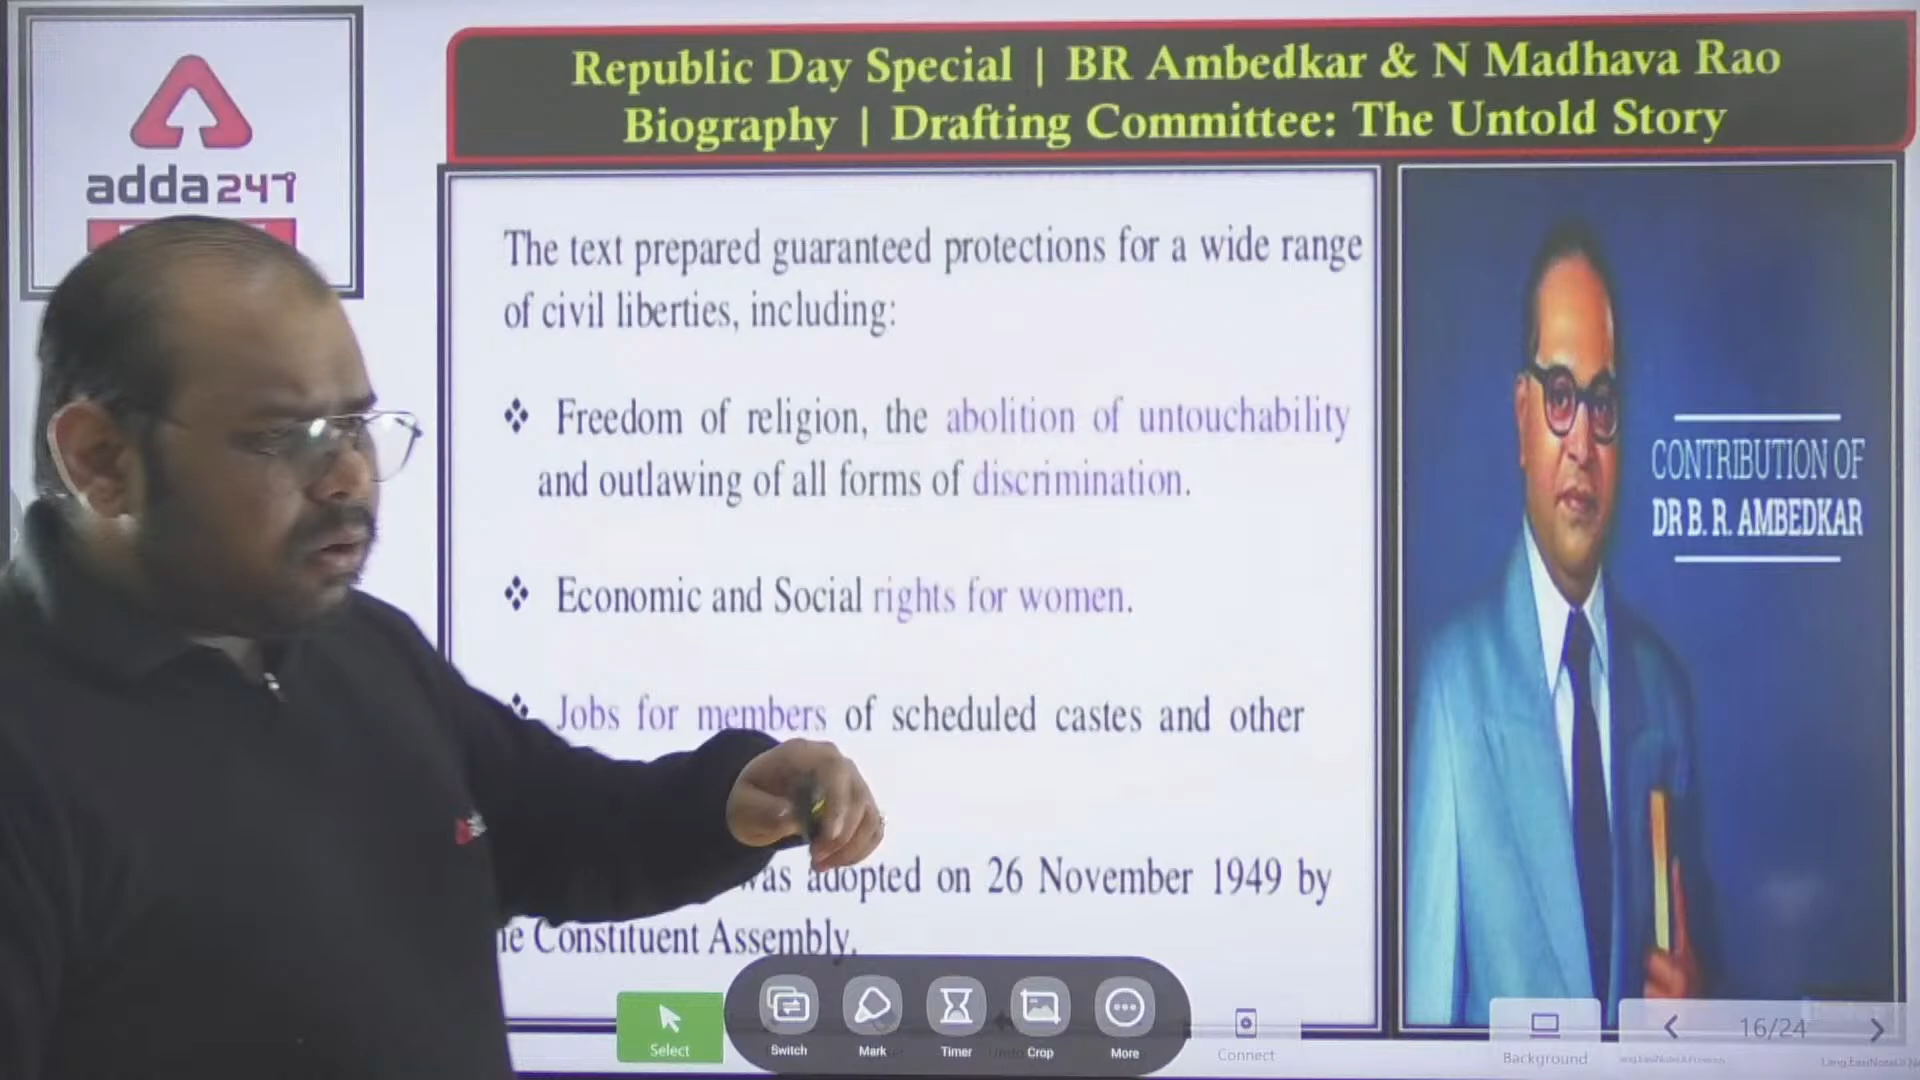 Republic Day Special | BR Ambedkar & N Madhava Rao
Biography | Drafting Committee: The Untold Story
adda247
The text prepared guaranteed protections for a wide range
of civil liberties, including:
❖ Freedom of religion, the abolition of untouchability
and outlawing of all forms of discrimination.
❖ Economic and Social rights for women.
❖ Jobs for members of scheduled castes and other
was adopted on 26 November 1949 by
Constituent Assembly.
CONTRIBUTION OF
DR B. R. AMBEDKAR
Select
Switch
Mark
Timer
Crop
More
Connect
Background
16/24